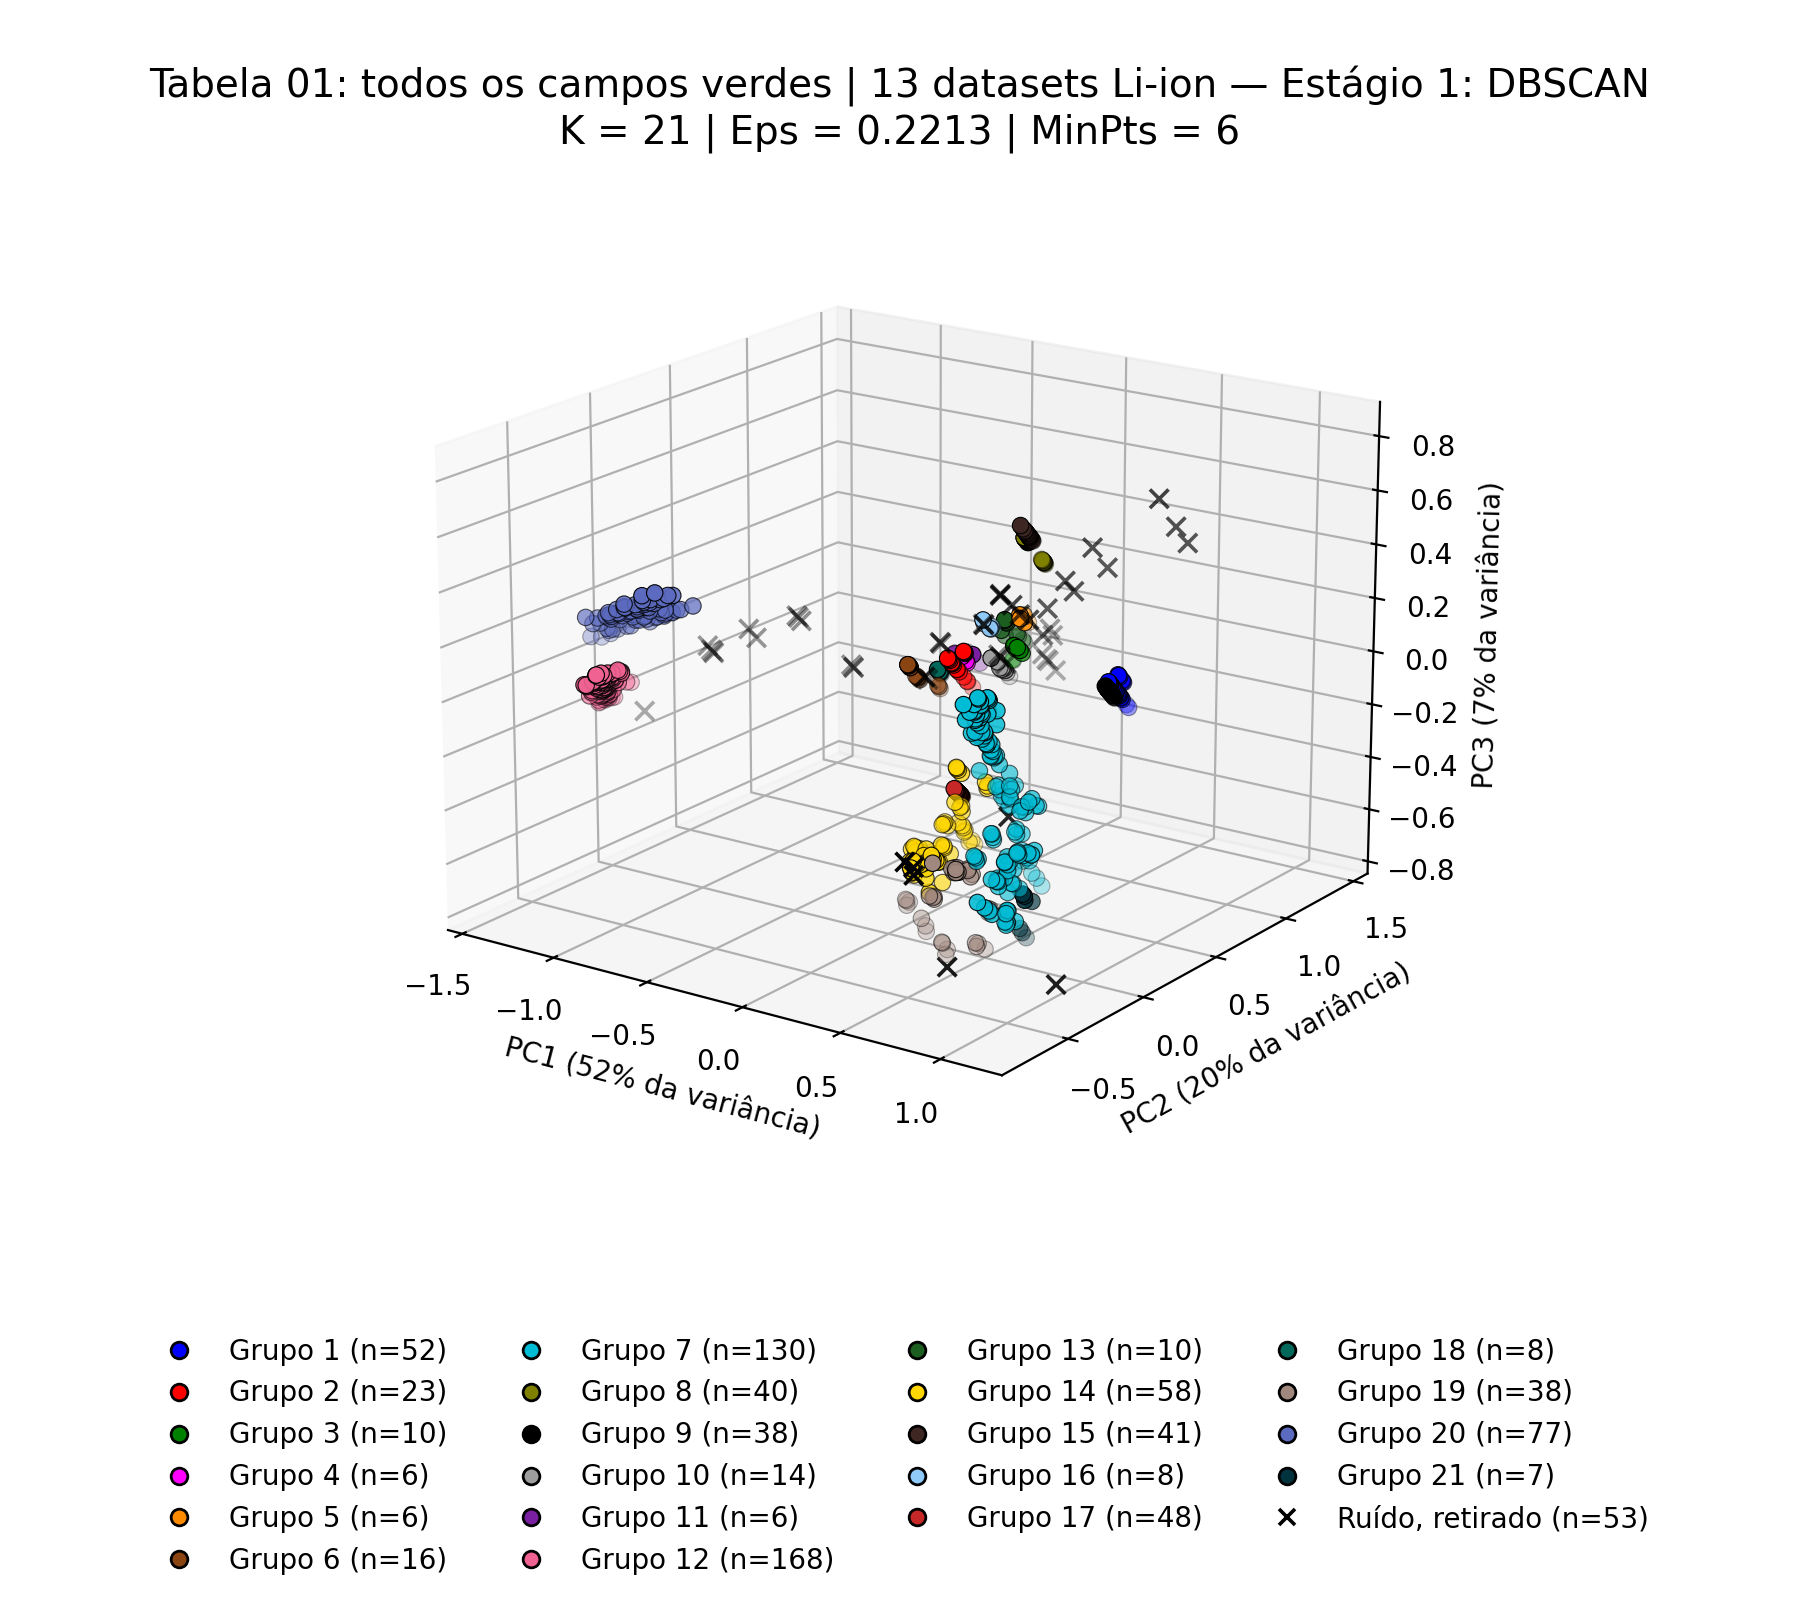 Tabela 01: todos os campos verdes | 13 datasets Li-ion — Estágio 1: DBSCAN
K = 21 | Eps = 0.2213 | MinPts = 6
0.8
0.6
0.4
0.2
0.0
−0.2
−0.4
−0.6
−0.8
PC3 (7% da variância)
−1.5
−1.0
−0.5
0.0
0.5
1.0
PC1 (52% da variância)
−0.5
0.0
0.5
1.0
1.5
PC2 (20% da variância)
Grupo 1 (n=52)
Grupo 2 (n=23)
Grupo 3 (n=10)
Grupo 4 (n=6)
Grupo 5 (n=6)
Grupo 6 (n=16)
Grupo 7 (n=130)
Grupo 8 (n=40)
Grupo 9 (n=38)
Grupo 10 (n=14)
Grupo 11 (n=6)
Grupo 12 (n=168)
Grupo 13 (n=10)
Grupo 14 (n=58)
Grupo 15 (n=41)
Grupo 16 (n=8)
Grupo 17 (n=48)
Grupo 18 (n=8)
Grupo 19 (n=38)
Grupo 20 (n=77)
Grupo 21 (n=7)
Ruído, retirado (n=53)